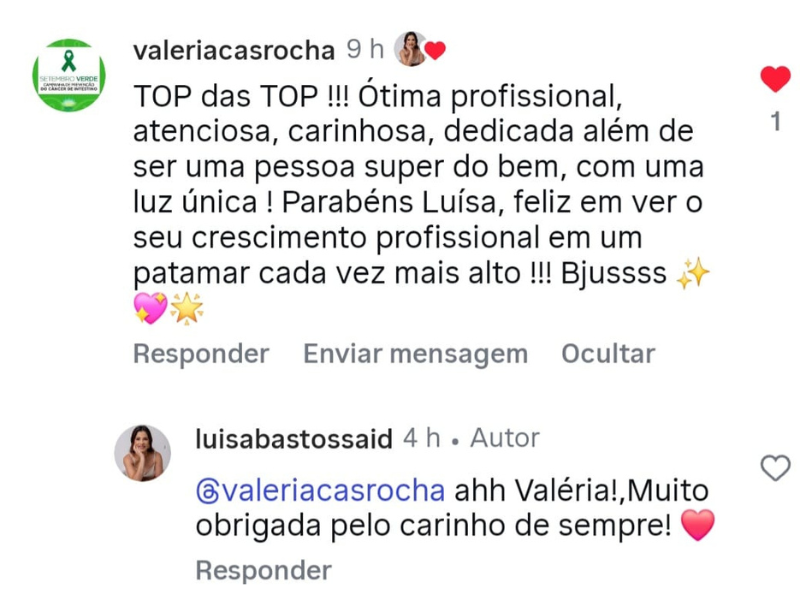 valeriacasrocha 9 h
TOP das TOP !!! Ótima profissional,
atenciosa, carinhosa, dedicada além de
ser uma pessoa super do bem, com uma
luz única ! Parabéns Luísa, feliz em ver o
seu crescimento profissional em um
patamar cada vez mais alto !!! Bjussss ✨
💖🌟
1
Responder Enviar mensagem Ocultar
SETEMBRO VERDE
CAMPANHA DE PREVENÇÃO
DO CÂNCER DE INTESTINO
luisabastossaid 4 h • Autor
@valeriacasrocha ahh Valéria!,Muito
obrigada pelo carinho de sempre! ❤️
Responder